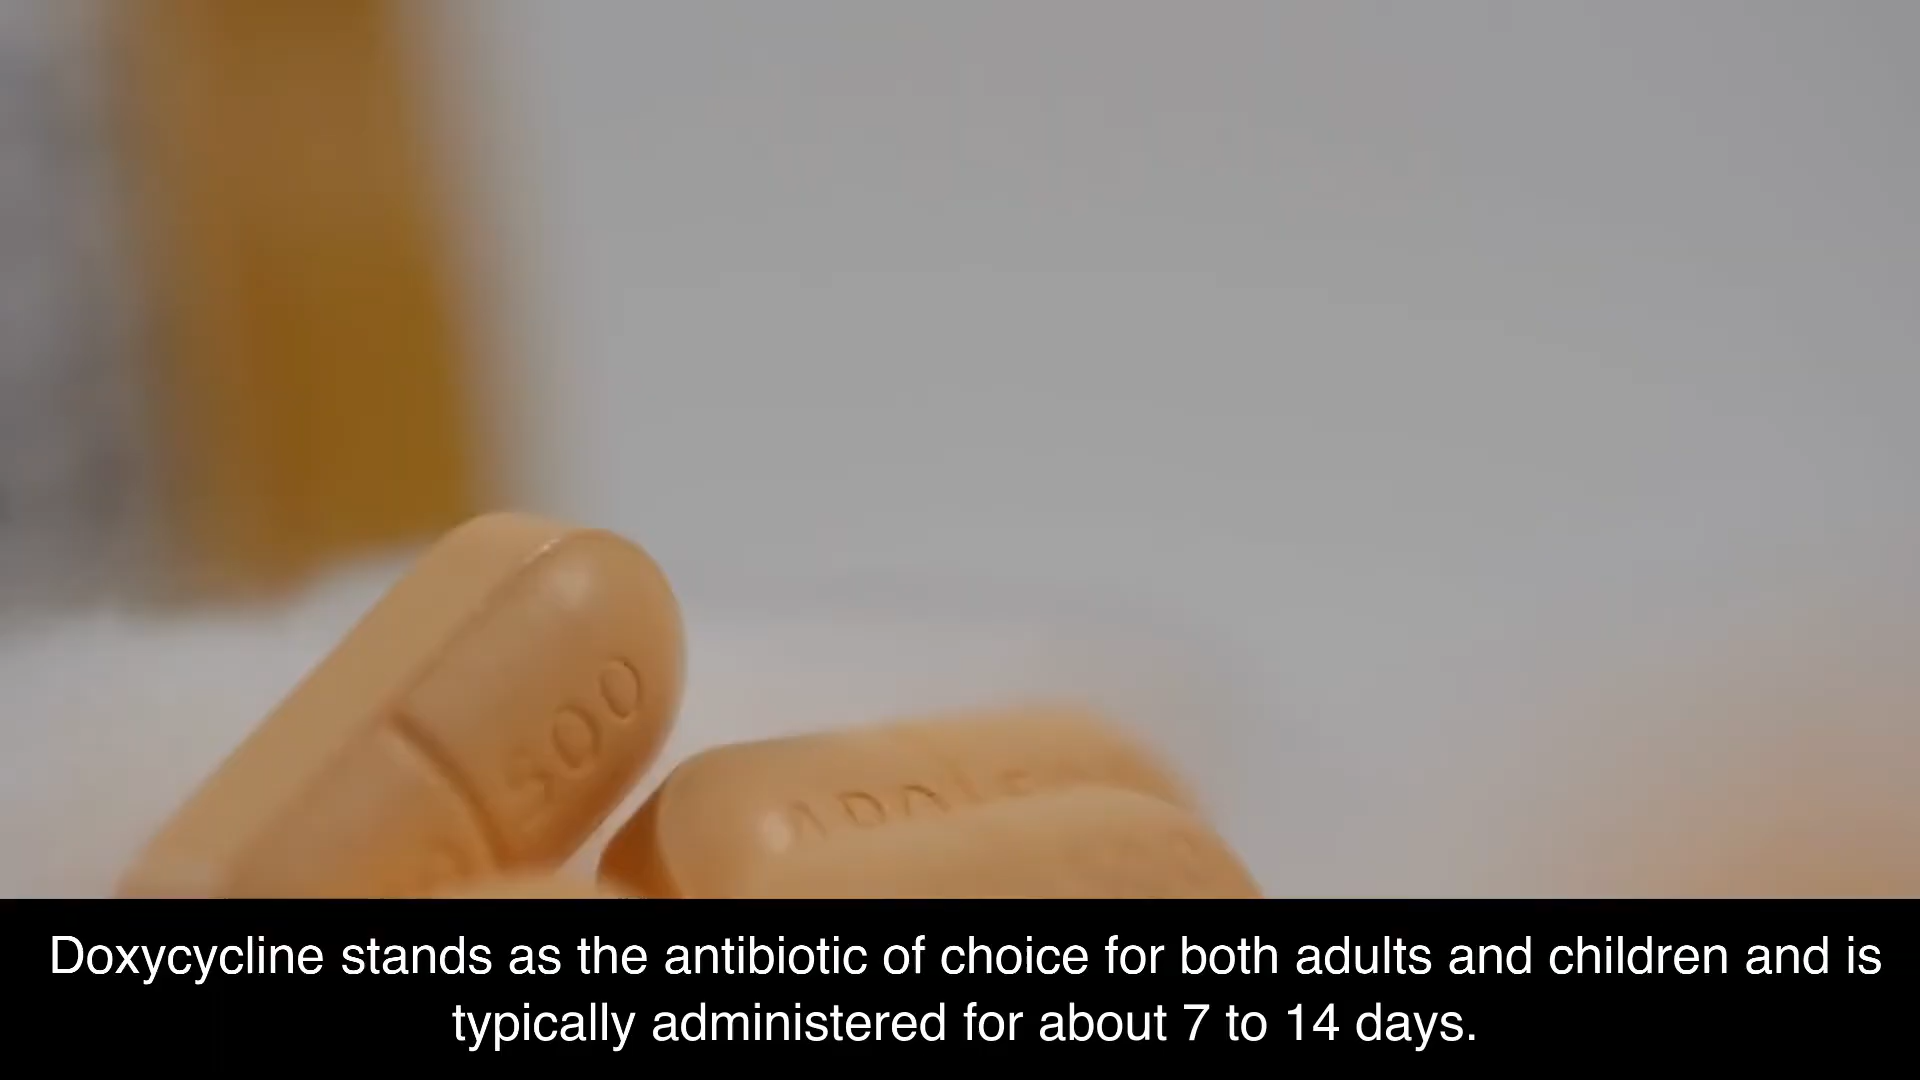 500
Doxycycline stands as the antibiotic of choice for both adults and children and is
typically administered for about 7 to 14 days.